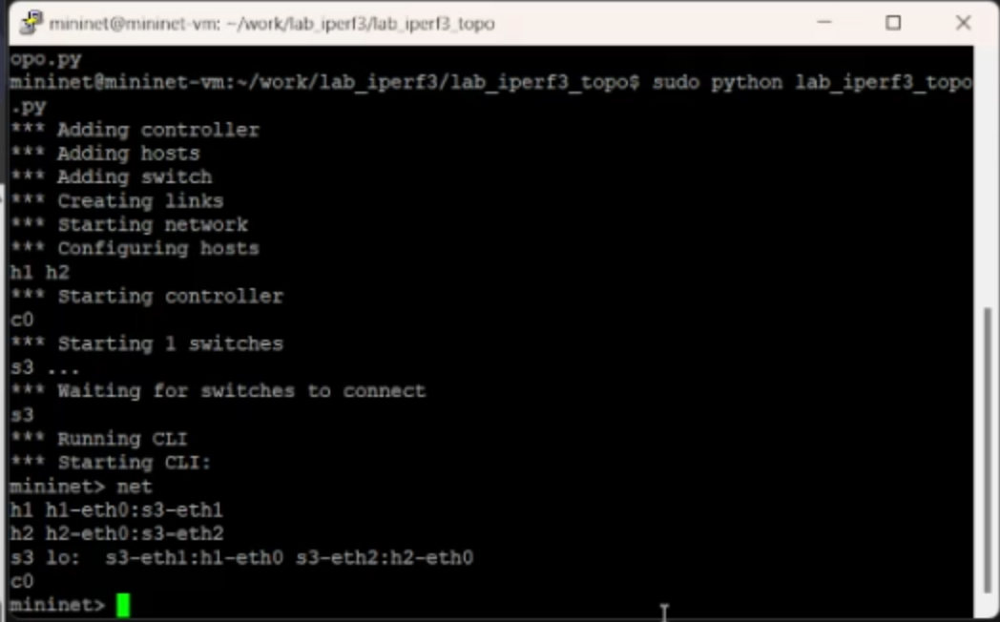 mininet@mininet-vm: ~/work/lab_iperf3/lab_iperf3_topo
opo.py
mininet@mininet-vm:~/work/lab_iperf3/lab_iperf3_topo$ sudo python lab_iperf3_topo
.py
*** Adding controller
*** Adding hosts
*** Adding switch
*** Creating links
*** Starting network
*** Configuring hosts
h1 h2
*** Starting controller
c0
*** Starting 1 switches
s3 ...
*** Waiting for switches to connect
s3
*** Running CLI
*** Starting CLI:
mininet> net
h1 h1-eth0:s3-eth1
h2 h2-eth0:s3-eth2
s3 lo:  s3-eth1:h1-eth0 s3-eth2:h2-eth0
c0
mininet>